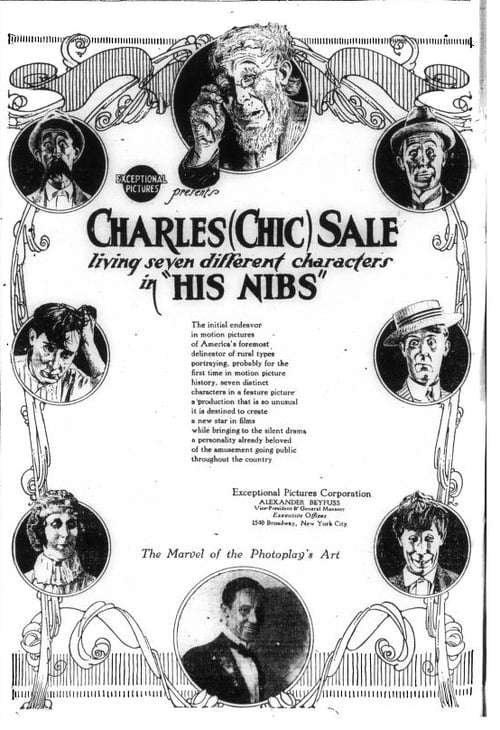 EXCEPTIONAL
PICTURES
presents
CHARLES (CHIC) SALE
living seven different characters
in "HIS NIBS"
The initial endeavor
in motion pictures
of America's foremost
delineator of rural types
portraying, probably for the
first time in motion picture
history, seven distinct
characters in a feature picture
a production that is so unusual
it is destined to create
a new star in films
while bringing to the silent drama
a personality already beloved
of the amusement going public
throughout the country
Exceptional Pictures Corporation
ALEXANDER BEYFUSS
Vice-President & General Manager
Executive Offices
1540 Broadway, New York City
The Marvel of the Photoplay's Art